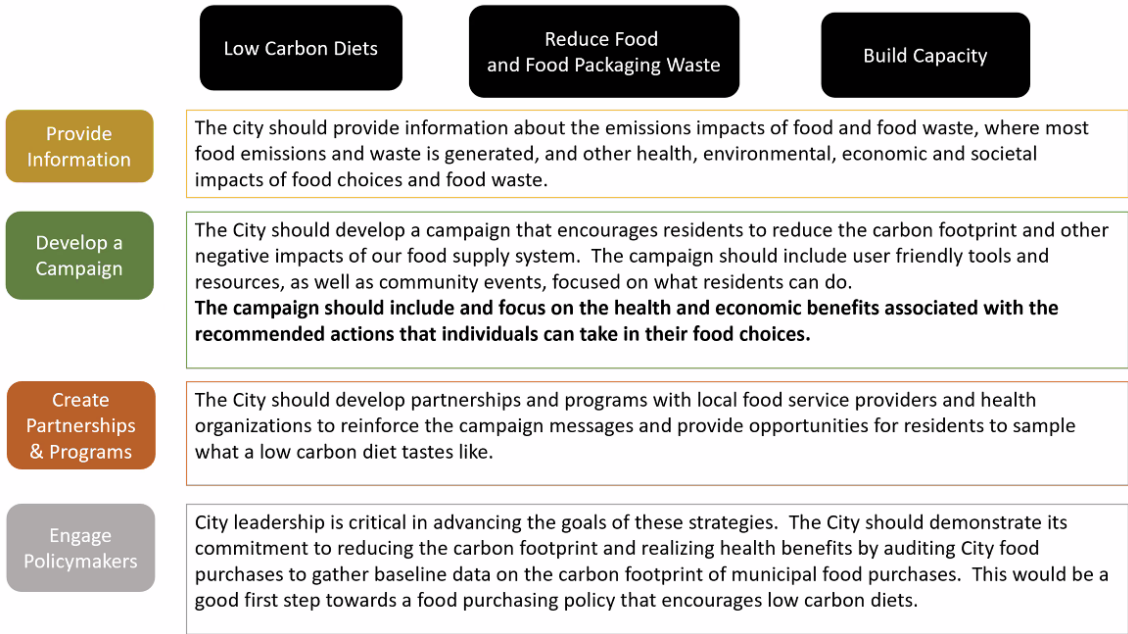 Low Carbon Diets
Reduce Food
and Food Packaging Waste
Build Capacity
Provide
Information
The city should provide information about the emissions impacts of food and food waste, where most
food emissions and waste is generated, and other health, environmental, economic and societal
impacts of food choices and food waste.
Develop a
Campaign
The City should develop a campaign that encourages residents to reduce the carbon footprint and other
negative impacts of our food supply system.  The campaign should include user friendly tools and
resources, as well as community events, focused on what residents can do.
The campaign should include and focus on the health and economic benefits associated with the
recommended actions that individuals can take in their food choices.
Create
Partnerships
& Programs
The City should develop partnerships and programs with local food service providers and health
organizations to reinforce the campaign messages and provide opportunities for residents to sample
what a low carbon diet tastes like.
Engage
Policymakers
City leadership is critical in advancing the goals of these strategies.  The City should demonstrate its
commitment to reducing the carbon footprint and realizing health benefits by auditing City food
purchases to gather baseline data on the carbon footprint of municipal food purchases.  This would be a
good first step towards a food purchasing policy that encourages low carbon diets.